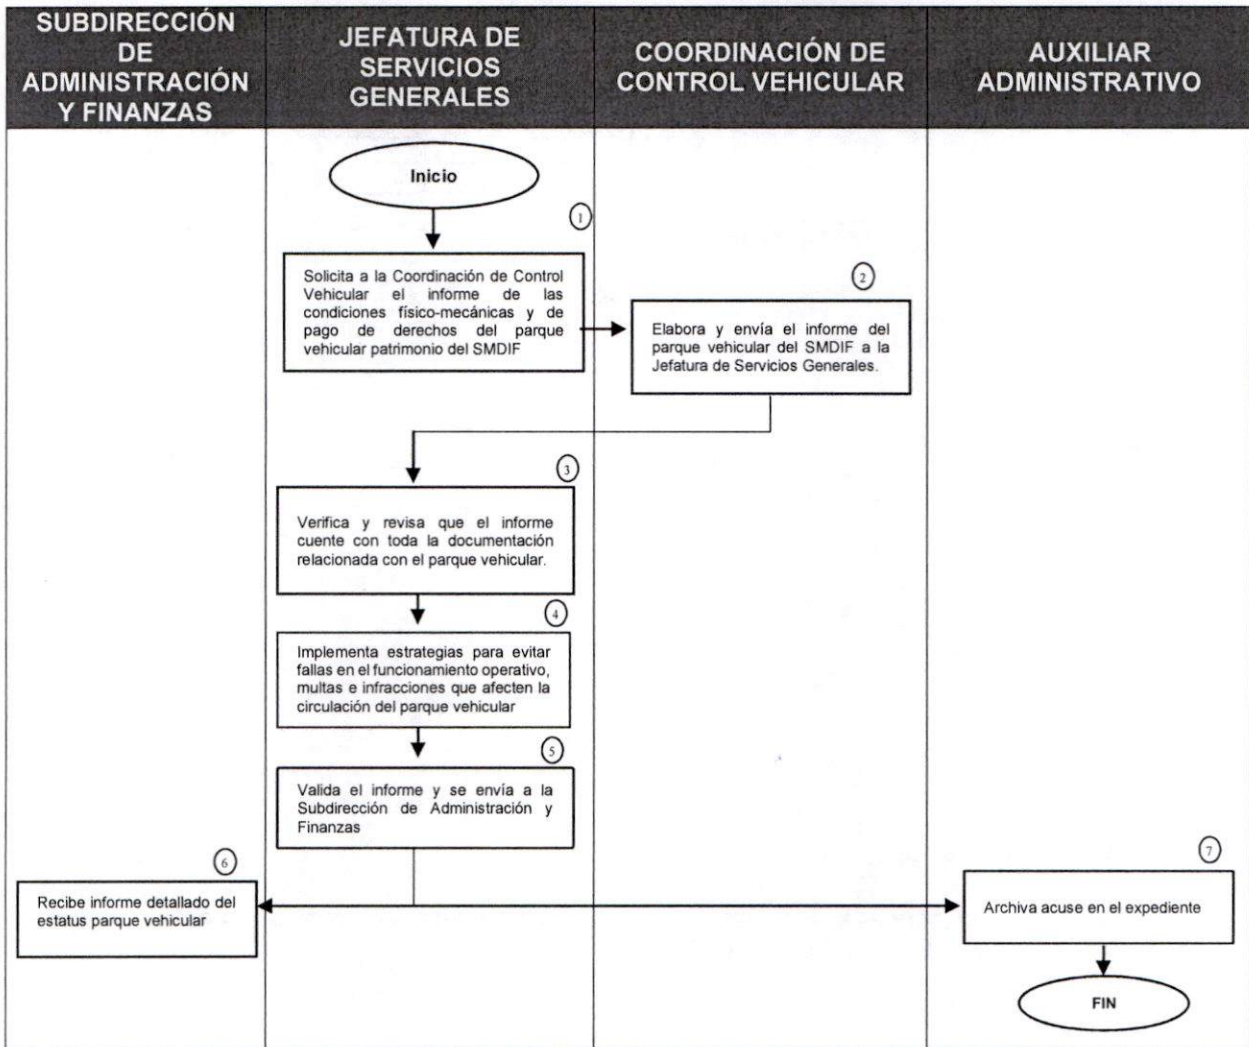 SUBDIRECCIÓN
DE
ADMINISTRACIÓN
Y FINANZAS
JEFATURA DE
SERVICIOS
GENERALES
COORDINACIÓN DE
CONTROL VEHICULAR
AUXILIAR
ADMINISTRATIVO
Inicio
1
Solicita a la Coordinación de Control
Vehicular el informe de las
condiciones físico-mecánicas y de
pago de derechos del parque
vehicular patrimonio del SMDIF
2
Elabora y envía el informe del
parque vehicular del SMDIF a la
Jefatura de Servicios Generales.
3
Verifica y revisa que el informe
cuente con toda la documentación
relacionada con el parque vehicular.
4
Implementa estrategias para evitar
fallas en el funcionamiento operativo,
multas e infracciones que afecten la
circulación del parque vehicular
5
Valida el informe y se envía a la
Subdirección de Administración y
Finanzas
6
Recibe informe detallado del
estatus parque vehicular
7
Archiva acuse en el expediente
FIN